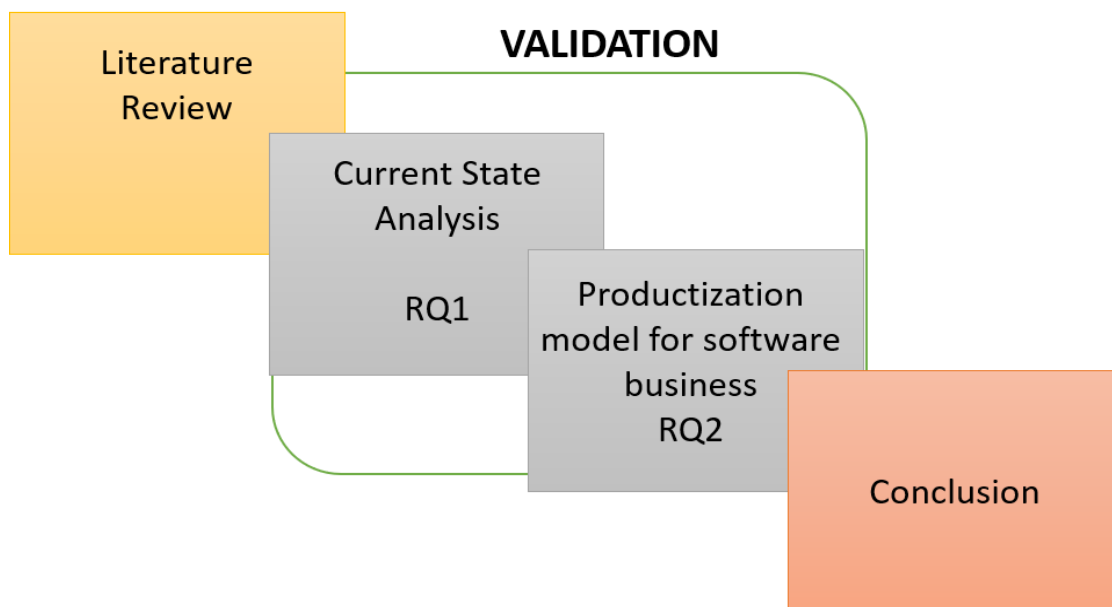 Literature
Review
VALIDATION
Current State
Analysis
RQ1
Productization
model for software
business
RQ2
Conclusion